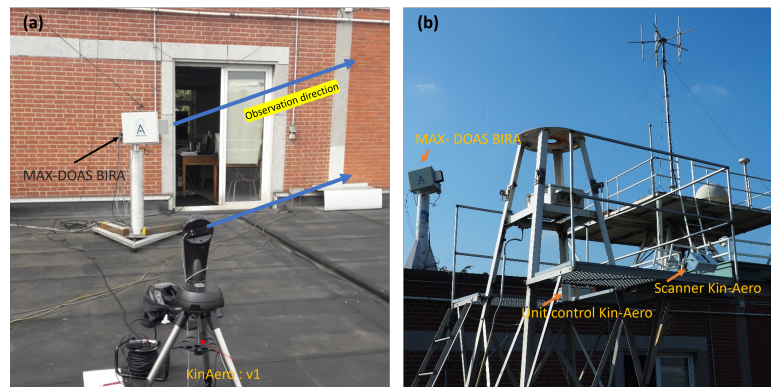 (a)
Observation direction
A
MAX-DOAS BIRA
KinAero : v1
(b)
MAX- DOAS BIRA
A
Scanner Kin-Aero
Unit control Kin-Aero